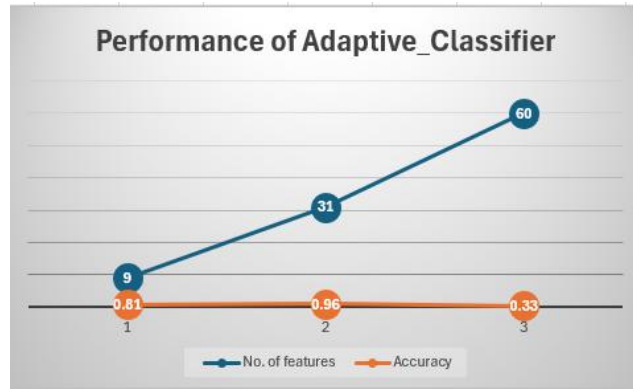 Performance of Adaptive_Classifier
60
31
9
0.81 0.96 0.33
1 2 3
No. of features Accuracy